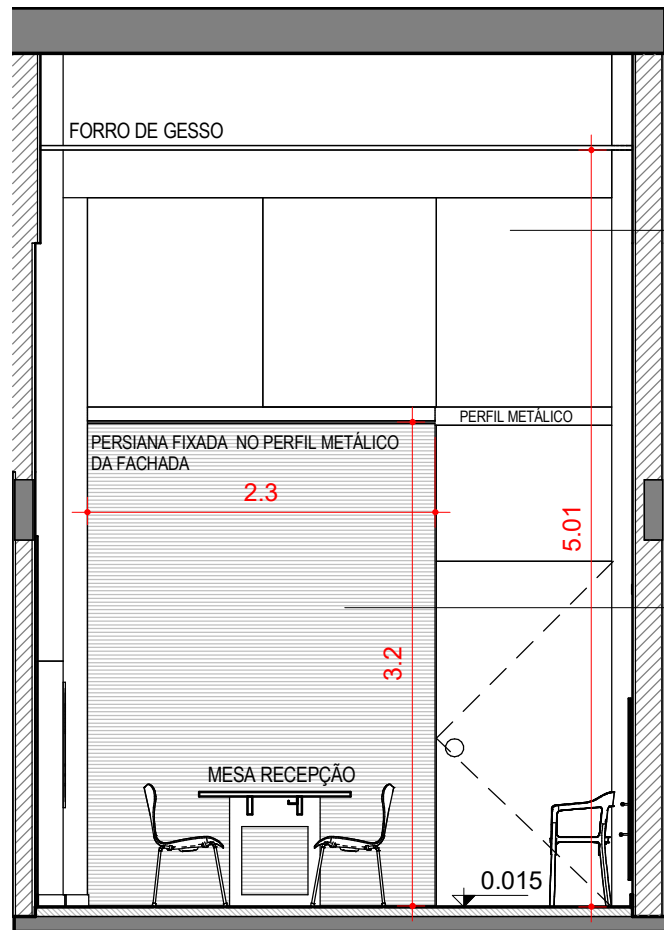 FORRO DE GESSO
PERFIL METÁLICO
PERSIANA FIXADA NO PERFIL METÁLICO
DA FACHADA
2.3
5.01
3.2
MESA RECEPÇÃO
0.015